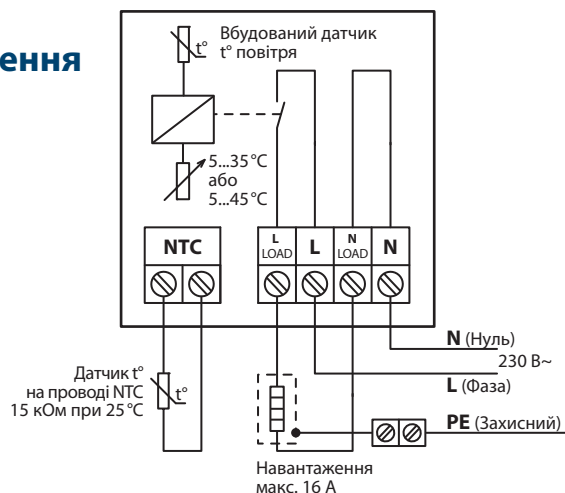 ення
Вбудований датчик
t° t° повітря
5...35 °C
або
5...45 °C
NTC
L LOAD
L
N LOAD
N
N (Нуль)
230 В~
L (Фаза)
Датчик t°
на проводі NTC
15 кОм при 25 °C
t°
PE (Захисний)
Навантаження
макс. 16 А